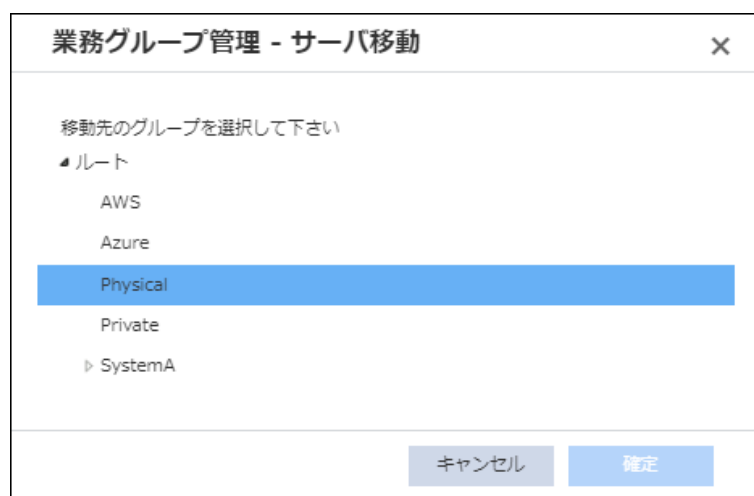 業務グループ管理 - サーバ移動
移動先のグループを選択して下さい
ルート
AWS
Azure
Physical
Private
SystemA
キャンセル 確定